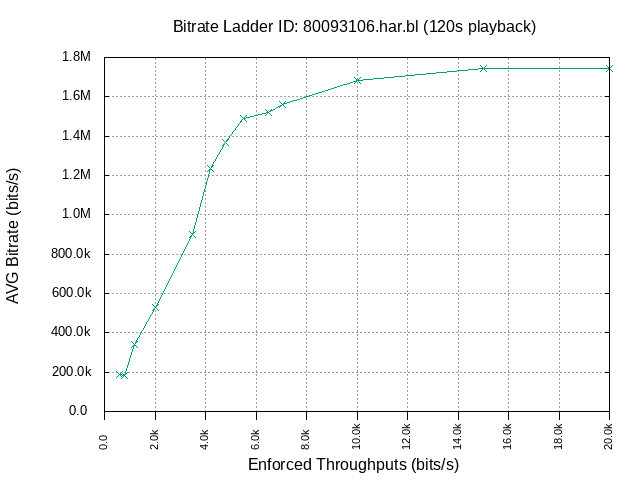 Bitrate Ladder ID: 80093106.har.bl (120s playback)
1.8M
1.6M
1.4M
1.2M
1.0M
800.0k
600.0k
400.0k
200.0k
0.0
AVG Bitrate (bits/s)
0.0
2.0k
4.0k
6.0k
8.0k
10.0k
12.0k
14.0k
16.0k
18.0k
20.0k
Enforced Throughputs (bits/s)